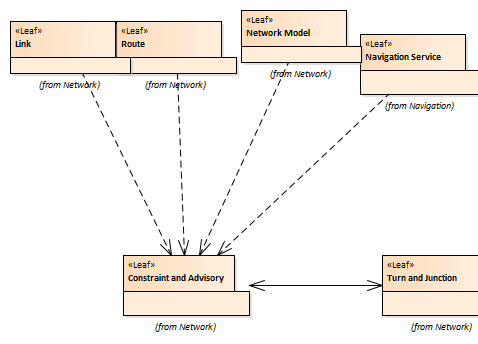 «Leaf»
Link
(from Network)
«Leaf»
Route
(from Network)
«Leaf»
Network Model
(from Network)
«Leaf»
Navigation Service
(from Navigation)
«Leaf»
Constraint and Advisory
(from Network)
«Leaf»
Turn and Junction
(from Network)